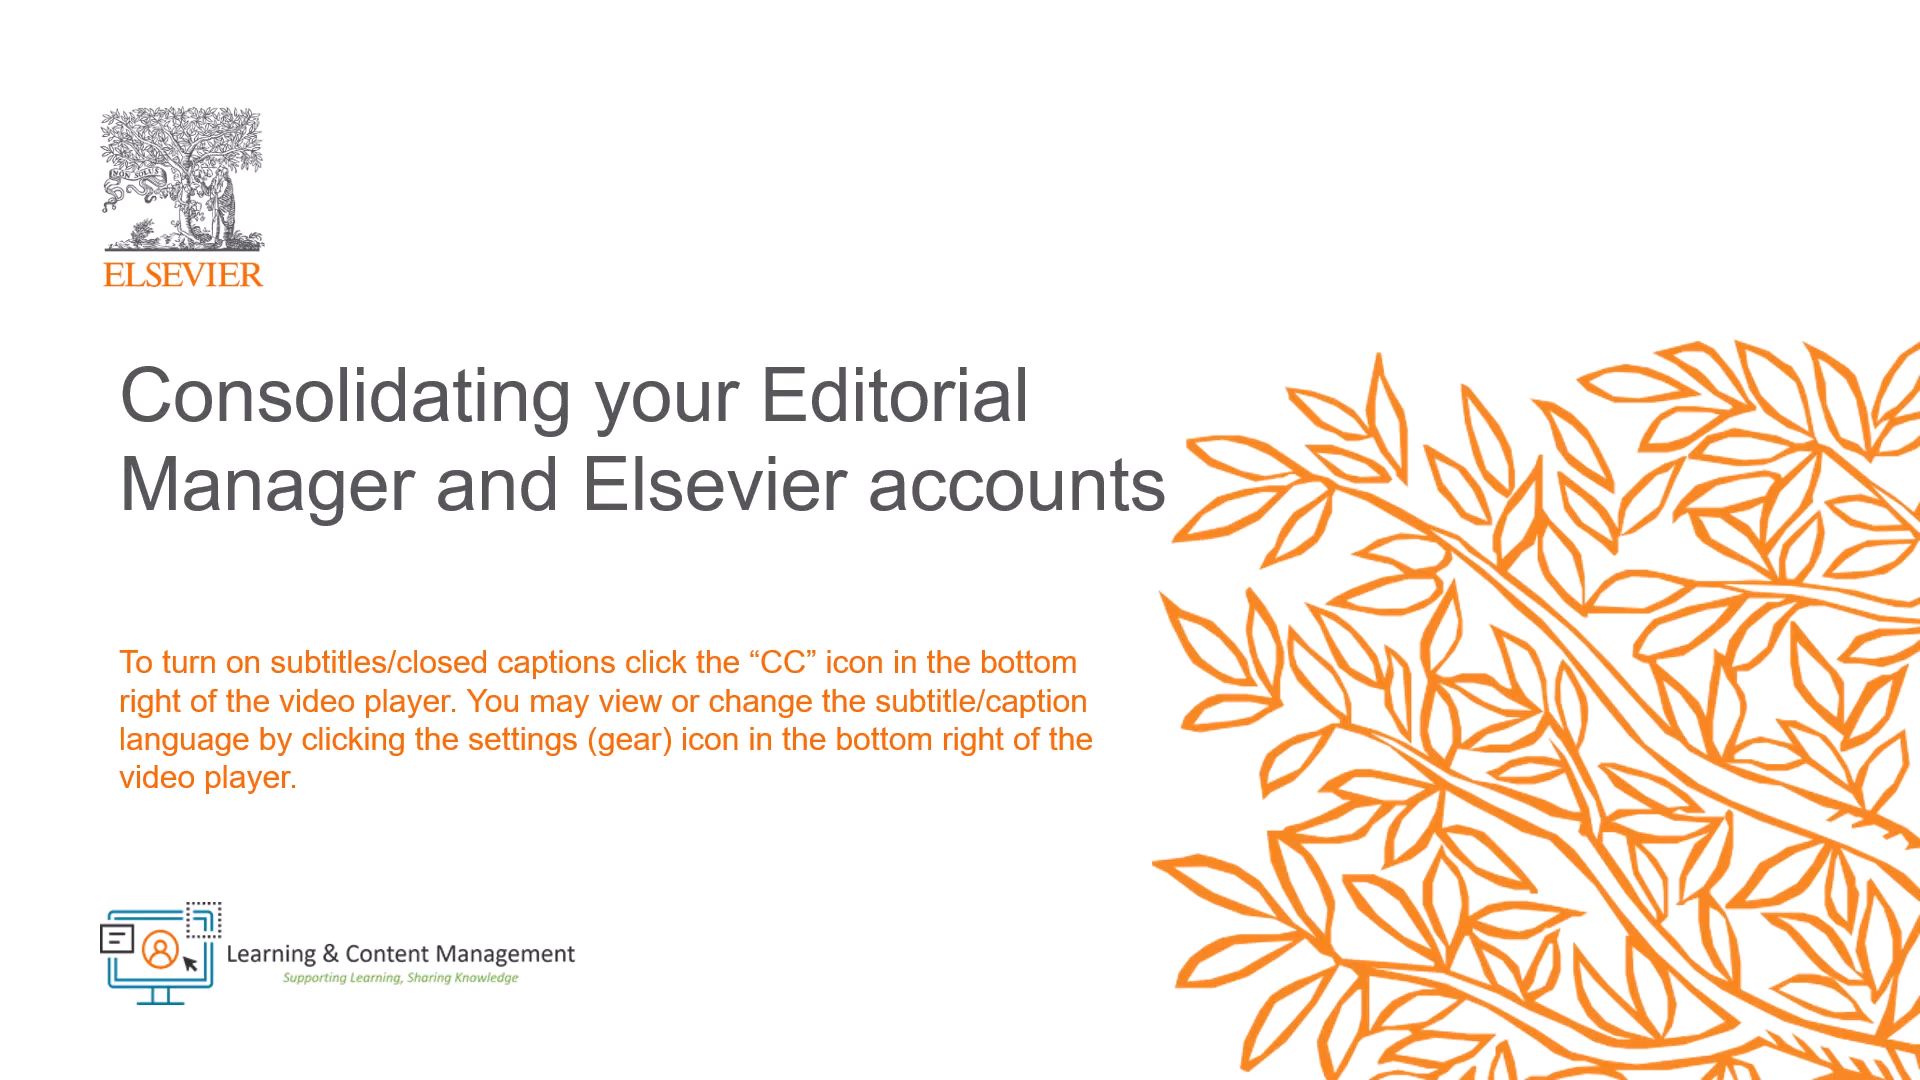 NON SOLUS
ELSEVIER
Consolidating your Editorial
Manager and Elsevier accounts
To turn on subtitles/closed captions click the “CC” icon in the bottom
right of the video player. You may view or change the subtitle/caption
language by clicking the settings (gear) icon in the bottom right of the
video player.
Learning & Content Management
Supporting Learning, Sharing Knowledge